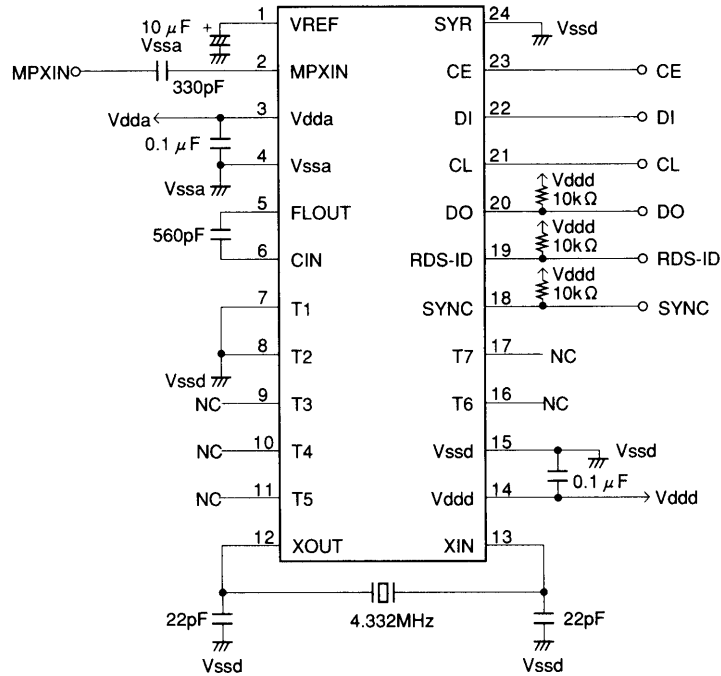 1 VREF SYR 24
10 μF + Vssd
Vssa
MPXIN 2 MPXIN CE 23 CE
330pF
Vdda 3 Vdda DI 22 DI
0.1 μF
4 Vssa CL 21 CL
Vssa Vddd
10kΩ
5 FLOUT DO 20 DO
560pF Vddd
10kΩ
6 CIN RDS-ID 19 RDS-ID
Vddd
10kΩ
7 T1 SYNC 18 SYNC
8 T2 T7 17 NC
Vssd
NC 9 T3 T6 16 NC
NC 10 T4 Vssd 15 Vssd
0.1 μF
NC 11 T5 Vddd 14 Vddd
12 XOUT XIN 13
22pF 4.332MHz 22pF
Vssd Vssd